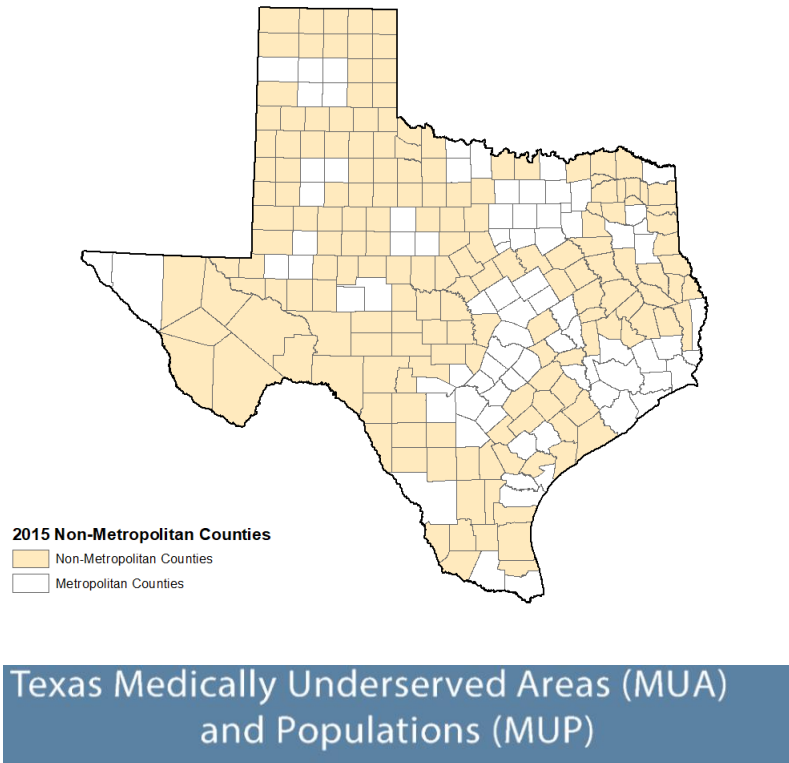 2015 Non-Metropolitan Counties
Non-Metropolitan Counties
Metropolitan Counties
Texas Medically Underserved Areas (MUA)
and Populations (MUP)